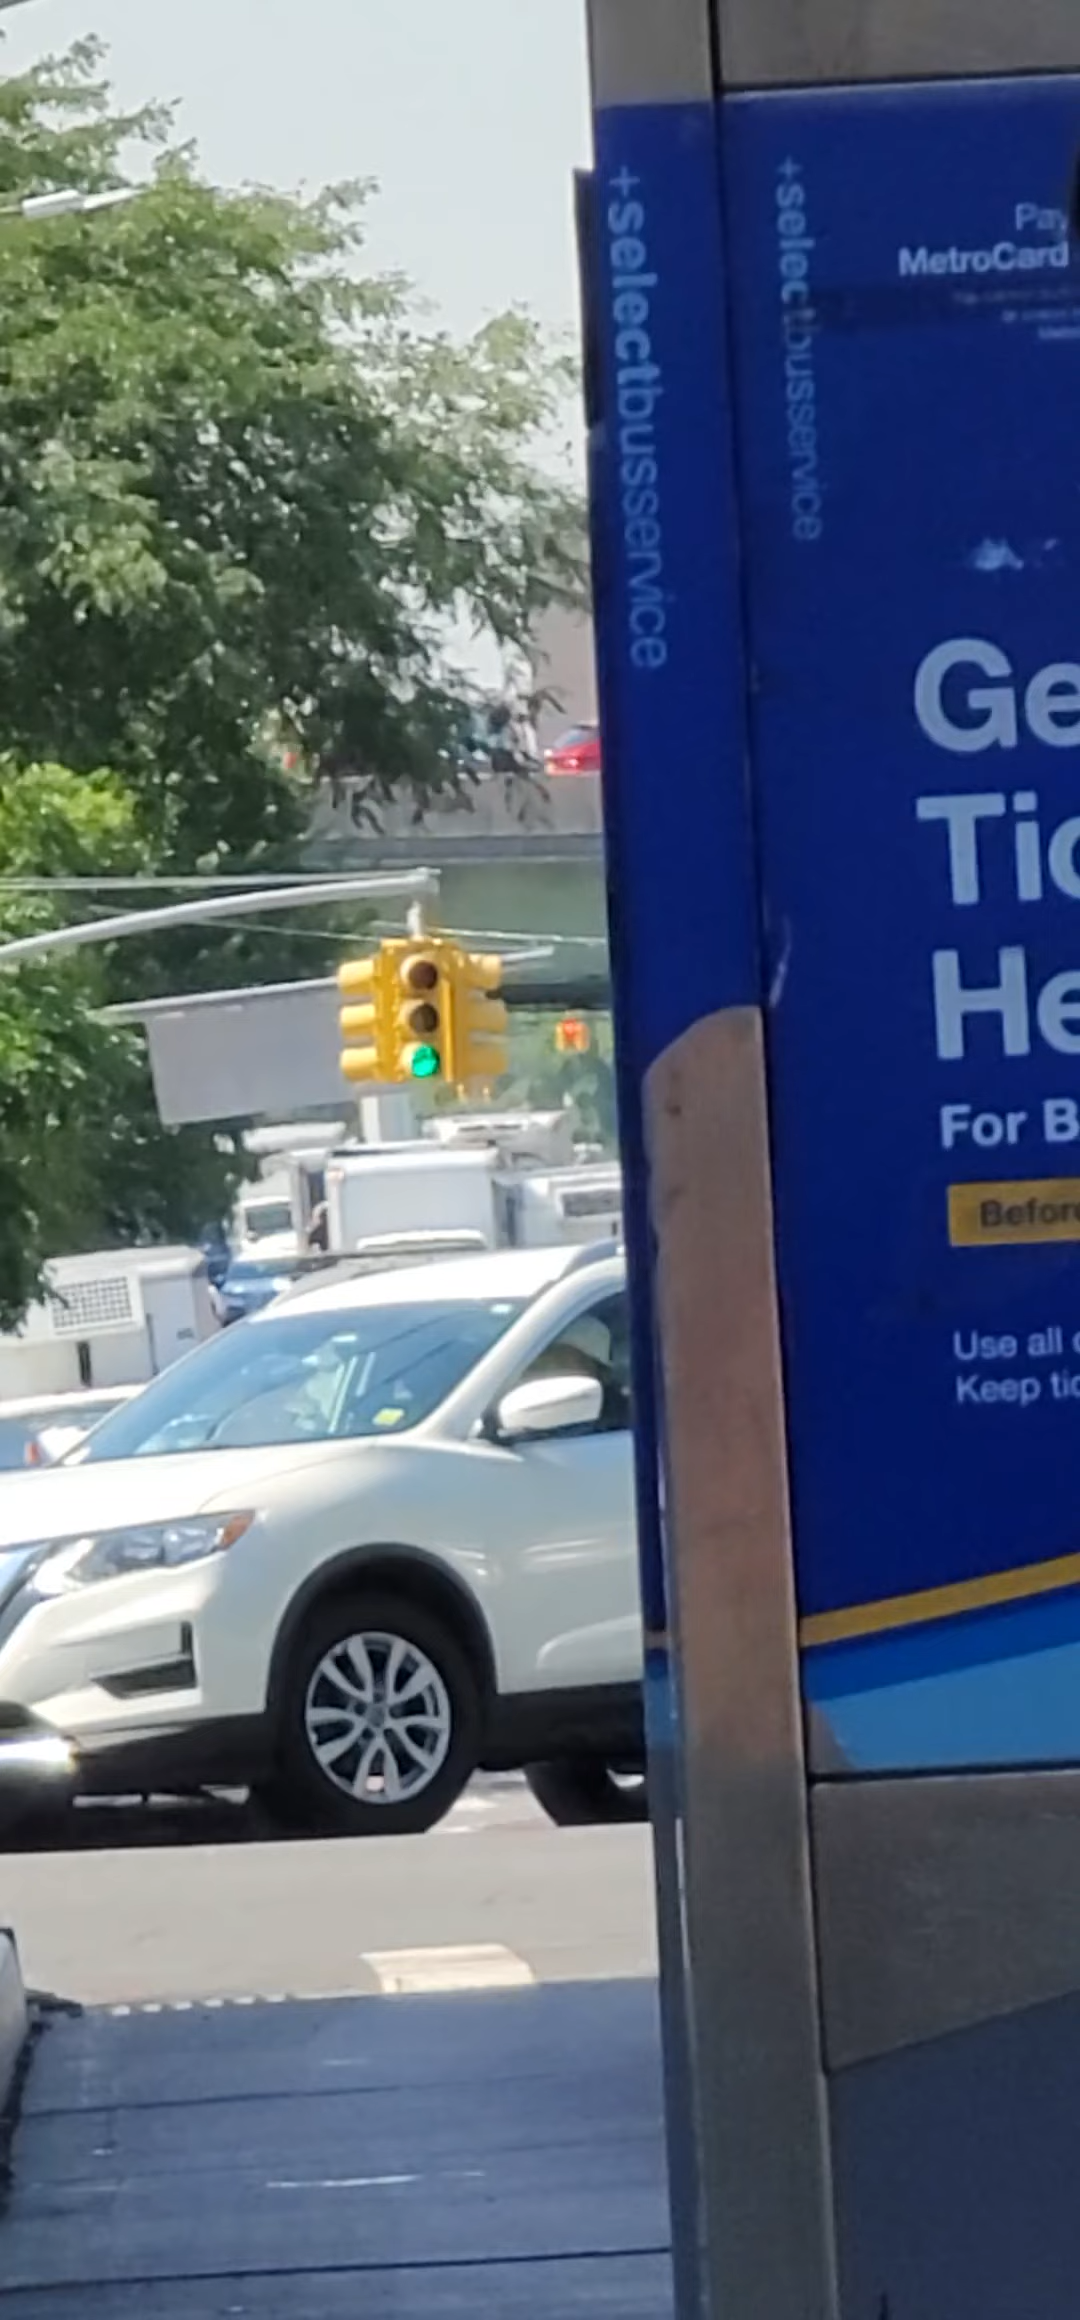 +selectbusservice
+selectbusservice
Pay
MetroCard
Ge
Tic
He
For B
Before
Use all
Keep tic